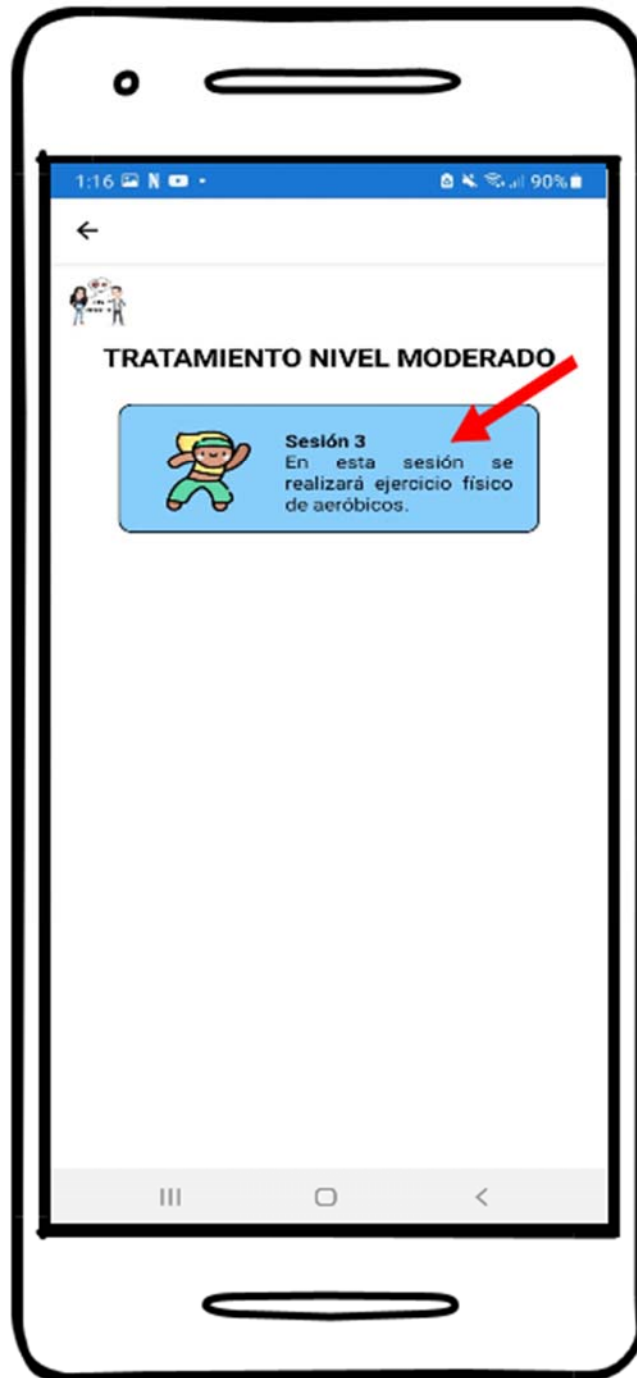 1:16 N 90%
TRATAMIENTO NIVEL MODERADO
Sesión 3
En esta sesión se
realizará ejercicio físico
de aeróbicos.